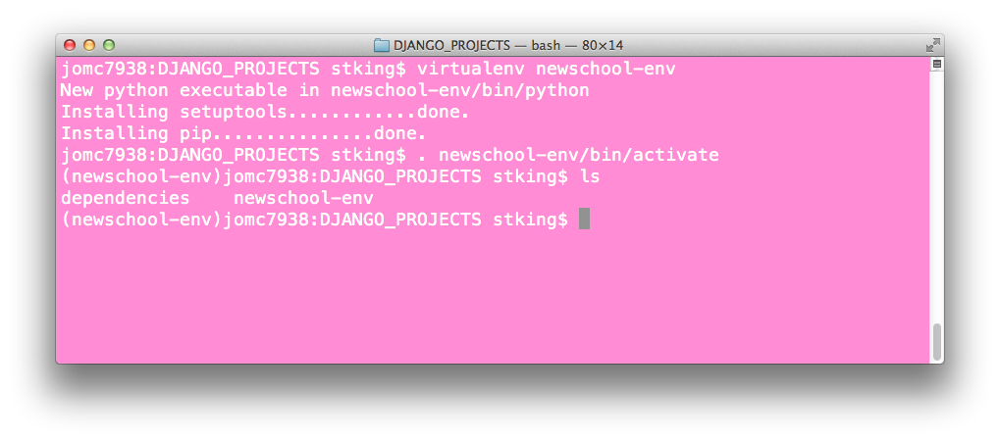 DJANGO_PROJECTS — bash — 80×14
jomc7938:DJANGO_PROJECTS stking$ virtualenv newschool-env
New python executable in newschool-env/bin/python
Installing setuptools............done.
Installing pip...............done.
jomc7938:DJANGO_PROJECTS stking$ . newschool-env/bin/activate
(newschool-env)jomc7938:DJANGO_PROJECTS stking$ ls
dependencies    newschool-env
(newschool-env)jomc7938:DJANGO_PROJECTS stking$